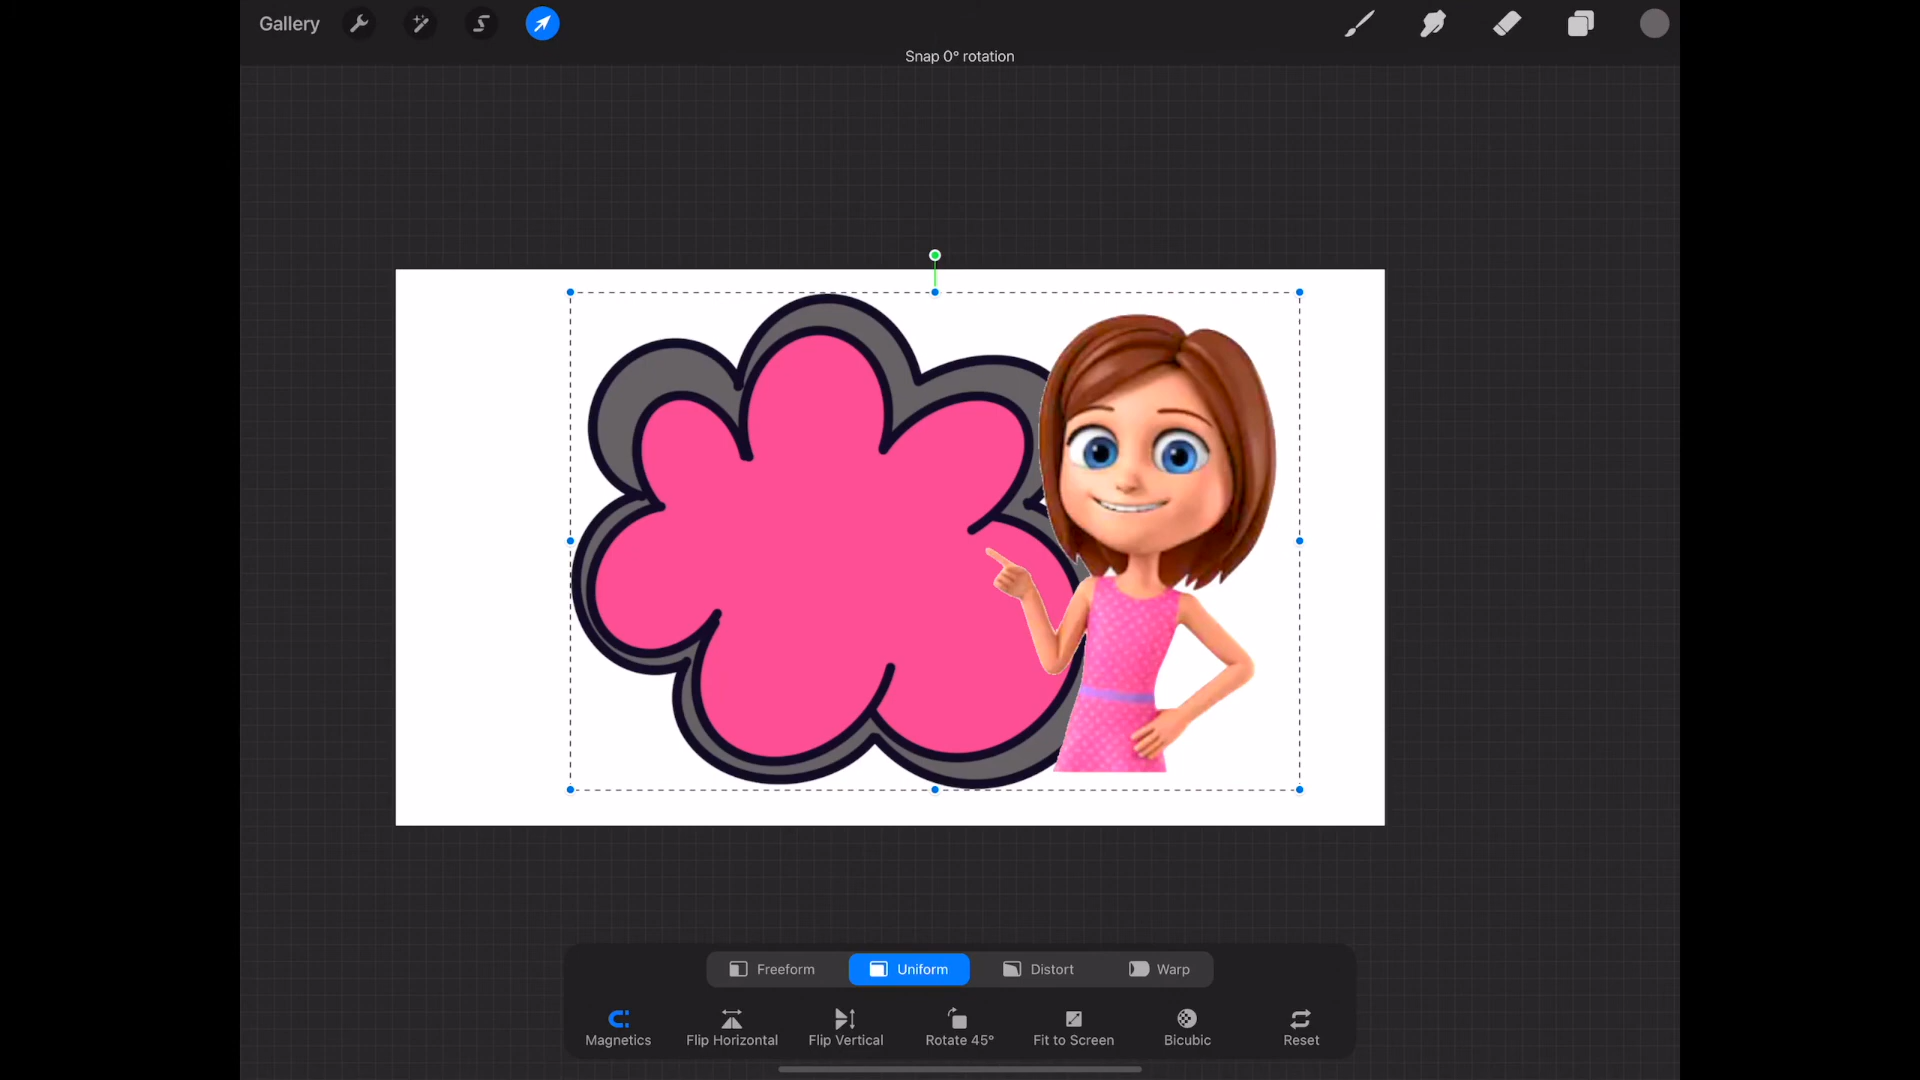 Gallery
Snap 0° rotation
Freeform Uniform Distort Warp
Magnetics Flip Horizontal Flip Vertical Rotate 45° Fit to Screen Bicubic Reset